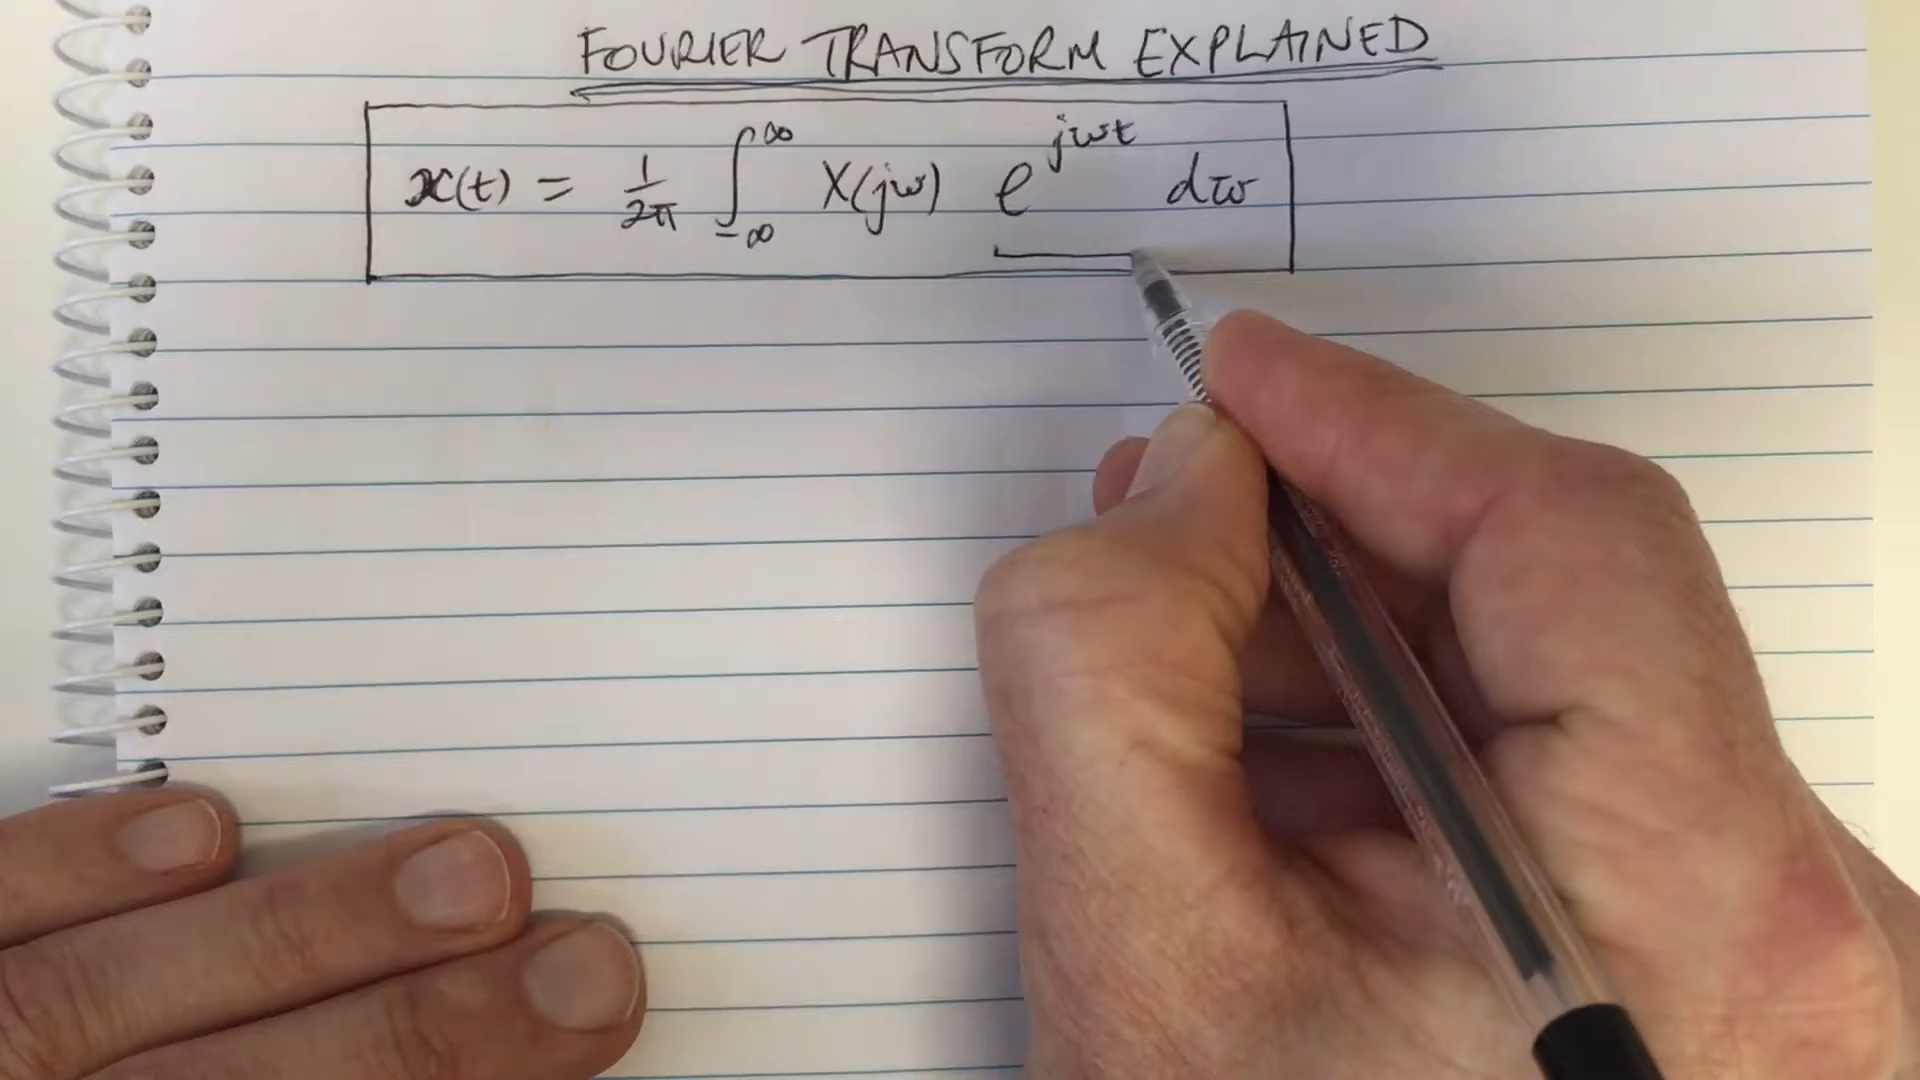 FOURIER TRANSFORM EXPLAINED
x(t) = 1/2π ∫_{-∞}^{∞} X(jω) e^{jωt} dω